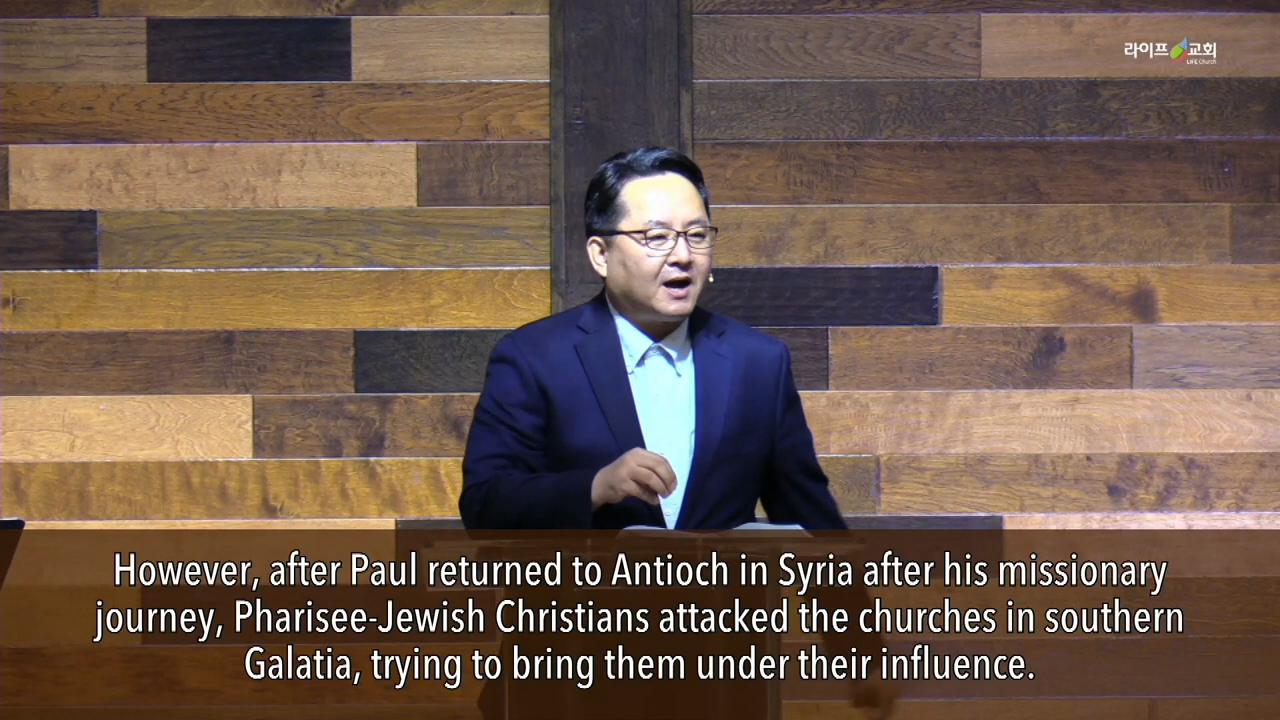 라이프 교회
LIFE Church
However, after Paul returned to Antioch in Syria after his missionary
journey, Pharisee-Jewish Christians attacked the churches in southern
Galatia, trying to bring them under their influence.